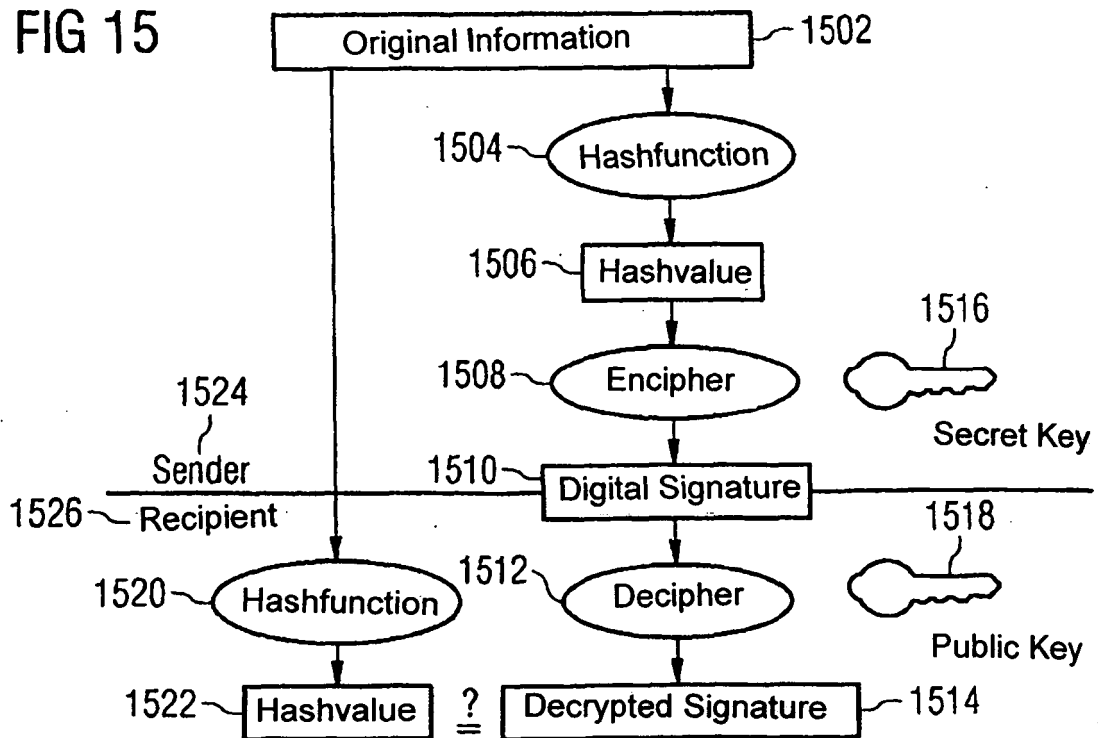 FIG 15
Original Information
1502
1504
Hashfunction
1506
Hashvalue
1516
1508
Encipher
Secret Key
1524
Sender
1510
Digital Signature
1526
Recipient
1518
1520
Hashfunction
1512
Decipher
Public Key
1522
Hashvalue
?
=
Decrypted Signature
1514